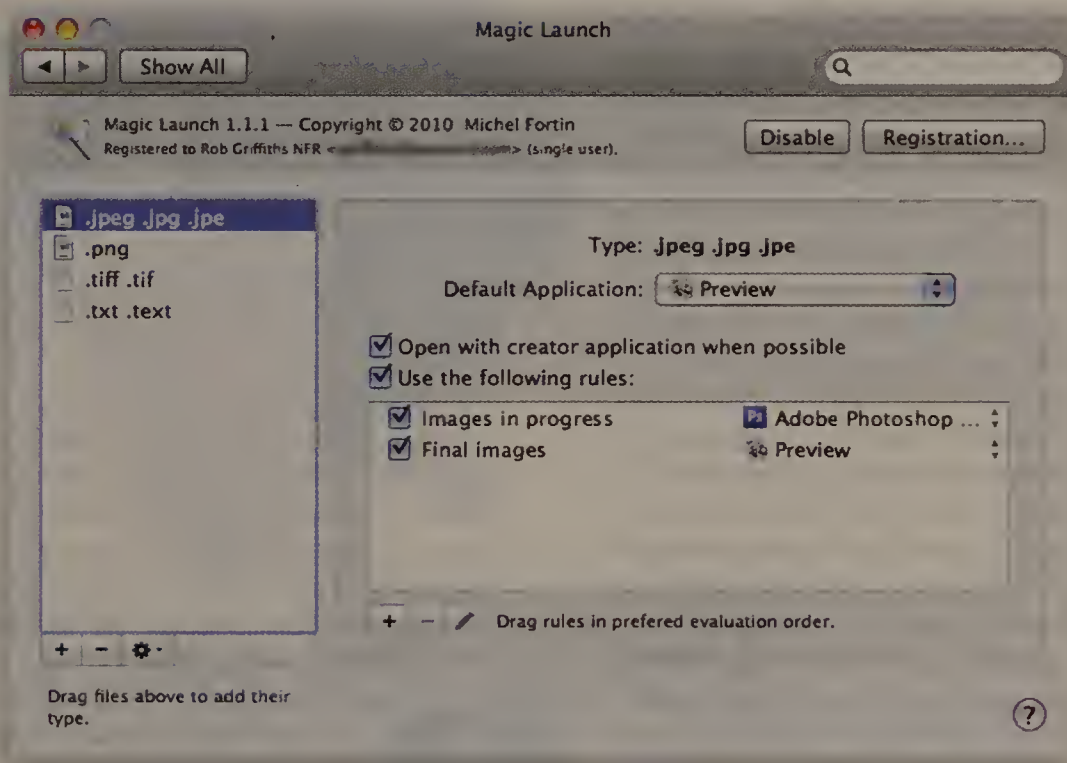 Magic Launch
Show All
Magic Launch 1.1.1 — Copyright © 2010 Michel Fortin
Registered to Rob Griffiths NFR < > (single user).
Disable
Registration...
.jpeg .jpg .jpe
.png
.tiff .tif
.txt .text
Type: .jpeg .jpg .jpe
Default Application: Preview
Open with creator application when possible
Use the following rules:
Images in progress Adobe Photoshop ...
Final images Preview
+ - Drag rules in prefered evaluation order.
+ -
Drag files above to add their
type.
?